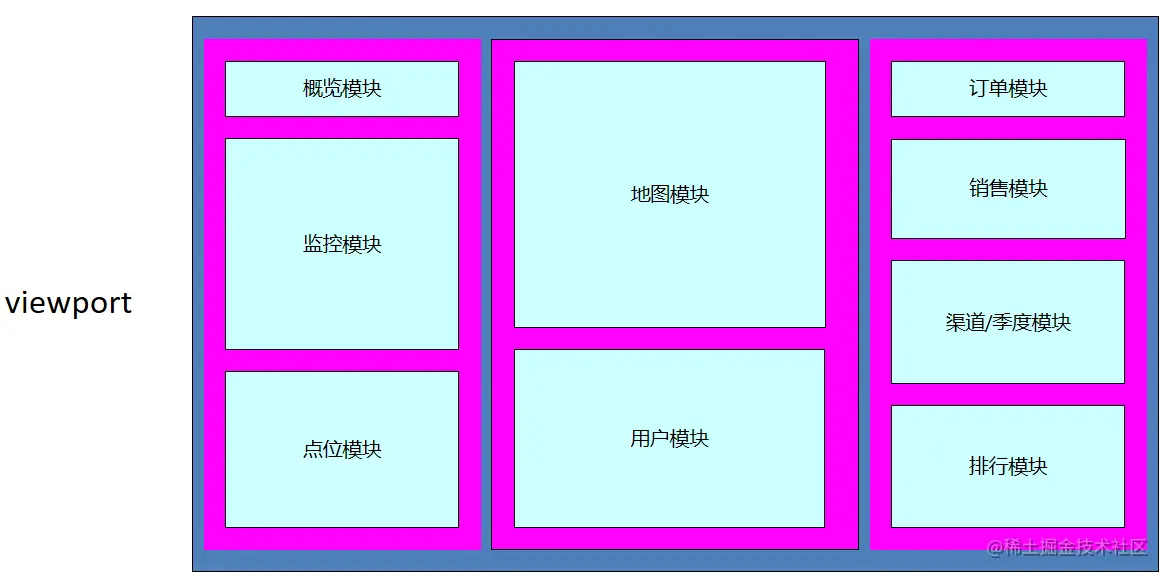 viewport
概览模块
监控模块
点位模块
地图模块
用户模块
订单模块
销售模块
渠道/季度模块
排行模块
@稀土掘金技术社区